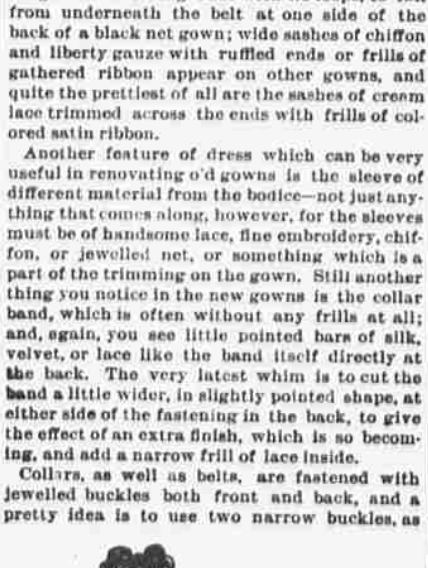 from underneath the belt at one side of the
back of a black net gown; wide sashes of chiffon
and liberty gauze with ruffled ends or frills of
gathered ribbon appear on other gowns, and
quite the prettiest of all are the sashes of cream
lace trimmed across the ends with frills of col-
ored satin ribbon.
Another feature of dress which can be very
useful in renovating o'd gowns is the sleeve of
different material from the bodice—not just any-
thing that comes along, however, for the sleeves
must be of handsome lace, fine embroidery, chif-
fon, or jewelled net, or something which is a
part of the trimming on the gown. Still another
thing you notice in the new gowns is the collar
band, which is often without any frills at all;
and, again, you see little pointed bars of silk,
velvet, or lace like the band itself directly at
the back. The very latest whim is to cut the
band a little wider, in slightly pointed shape, at
either side of the fastening in the back, to give
the effect of an extra finish, which is so becom-
ing, and add a narrow frill of lace inside.
Collars, as well as belts, are fastened with
jewelled buckles both front and back, and a
pretty idea is to use two narrow buckles, as